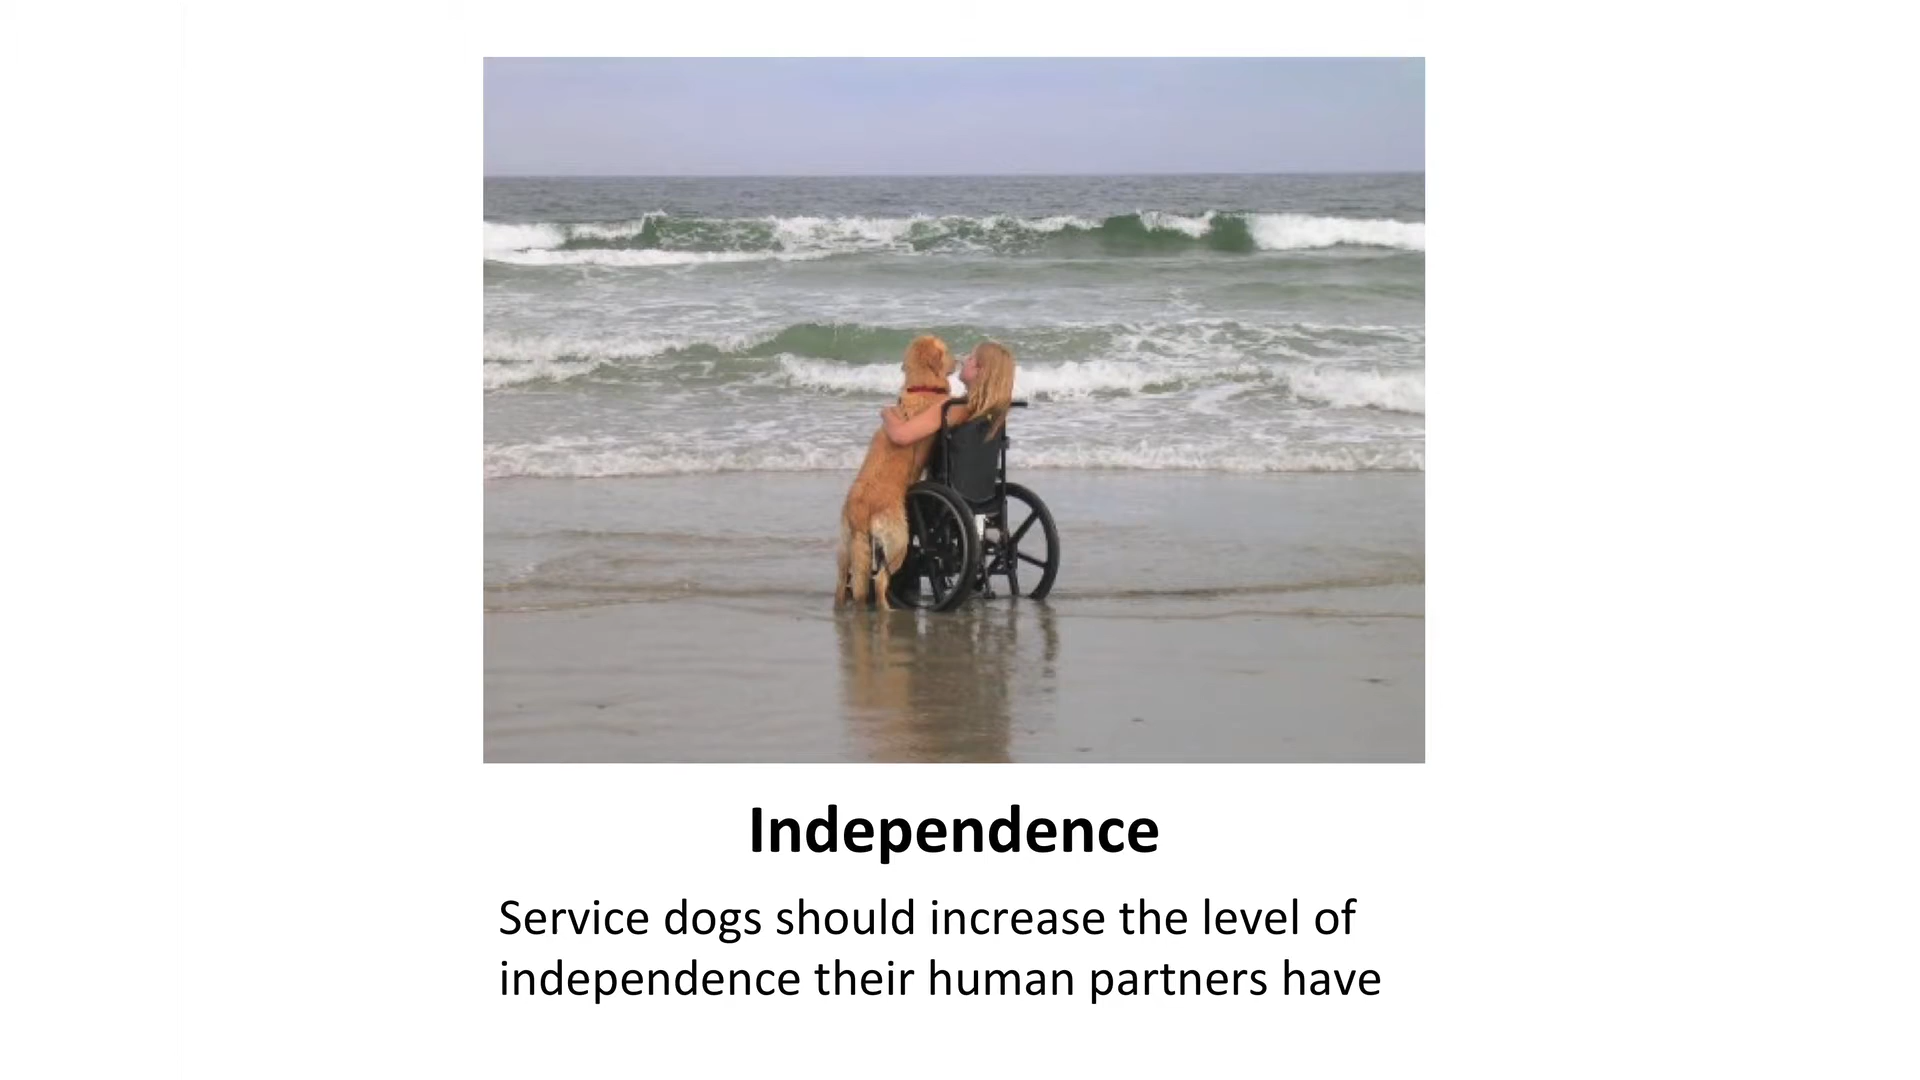 Independence
Service dogs should increase the level of
independence their human partners have